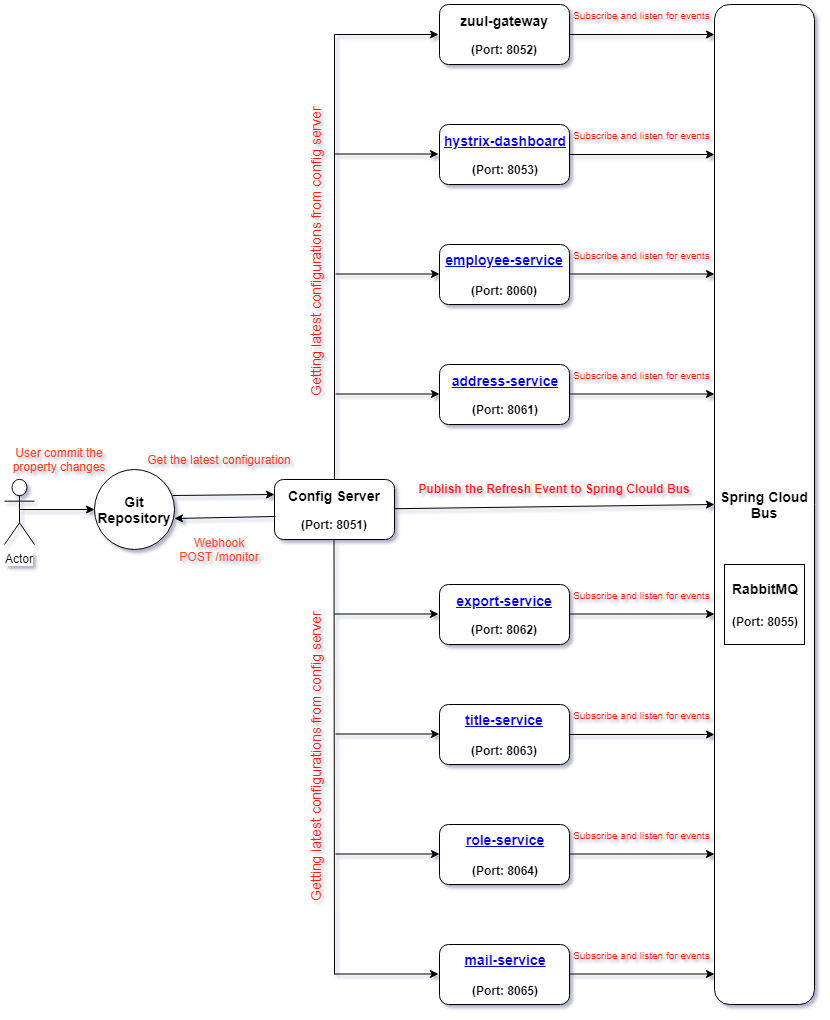 zuul-gateway
(Port: 8052)
Subscribe and listen for events
hystrix-dashboard
(Port: 8053)
Subscribe and listen for events
employee-service
(Port: 8060)
Subscribe and listen for events
address-service
(Port: 8061)
Subscribe and listen for events
Getting latest configurations from config server
User commit the
property changes
Actor
Git
Repository
Get the latest configuration
Webhook
POST /monitor
Config Server
(Port: 8051)
Publish the Refresh Event to Spring Clould Bus
Spring Cloud
Bus
RabbitMQ
(Port: 8055)
Getting latest configurations from config server
export-service
(Port: 8062)
Subscribe and listen for events
title-service
(Port: 8063)
Subscribe and listen for events
role-service
(Port: 8064)
Subscribe and listen for events
mail-service
(Port: 8065)
Subscribe and listen for events